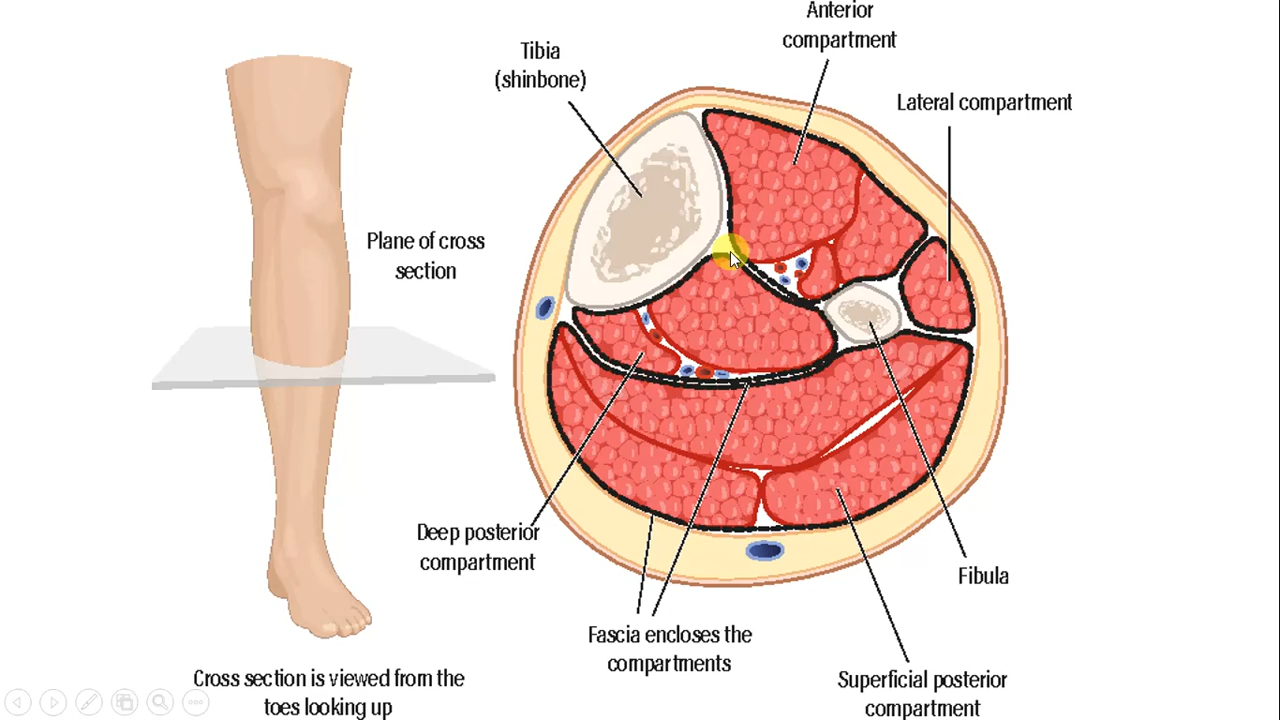 Anterior
compartment
Tibia
(shinbone)
Lateral compartment
Plane of cross
section
Deep posterior
compartment
Fibula
Fascia encloses the
compartments
Cross section is viewed from the
toes looking up
Superficial posterior
compartment